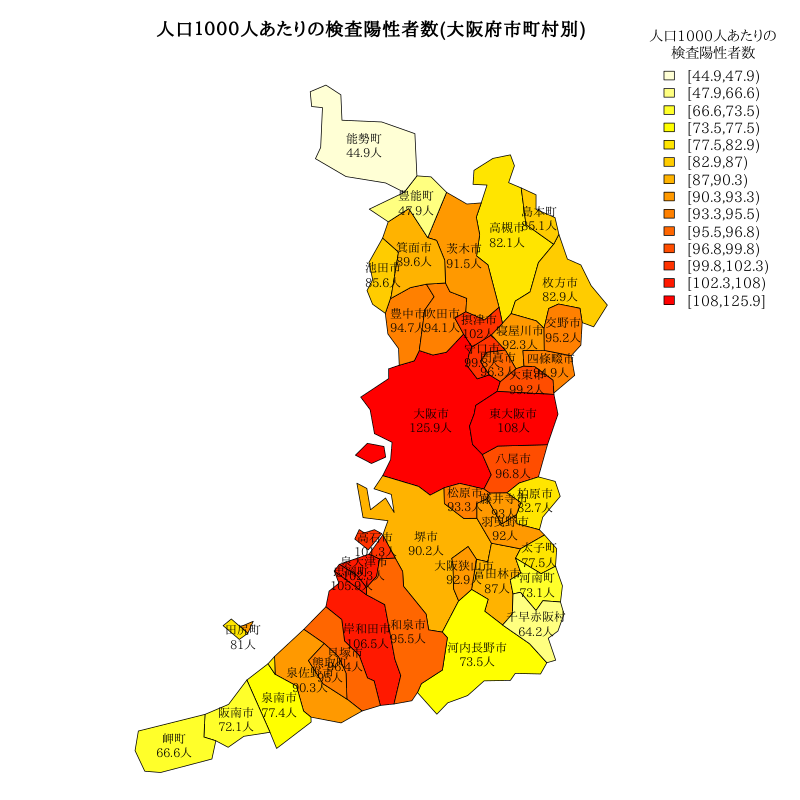 人口1000人あたりの検査陽性者数(大阪府市町村別)
人口1000人あたりの
検査陽性者数
[44.9,47.9)
[47.9,66.6)
[66.6,73.5)
[73.5,77.5)
[77.5,82.9)
[82.9,87)
[87,90.3)
[90.3,93.3)
[93.3,95.5)
[95.5,96.8)
[96.8,99.8)
[99.8,102.3)
[102.3,108)
[108,125.9]
能勢町
44.9人
豊能町
47.9人
島本町
85.1人
高槻市
82.1人
箕面市
89.6人
茨木市
91.5人
池田市
85.6人
枚方市
82.9人
豊中市
94.7人
吹田市
94.1人
摂津市
102人
寝屋川市
92.3人
交野市
95.2人
守口市
門真市
96.3人
四條畷市
94.9人
大東市
99.2人
大阪市
125.9人
東大阪市
108人
八尾市
96.8人
松原市
93.3人
藤井寺市
93人
柏原市
82.7人
羽曳野市
92人
高石市
堺市
90.2人
太子町
77.5人
泉大津市
102.3人
105.9人
大阪狭山市
92.9人
富田林市
87人
河南町
73.1人
千早赤阪村
64.2人
田尻町
81人
岸和田市
106.5人
和泉市
95.5人
河内長野市
73.5人
貝塚市
96.4人
熊取町
95人
泉佐野市
90.3人
泉南市
77.4人
阪南市
72.1人
岬町
66.6人